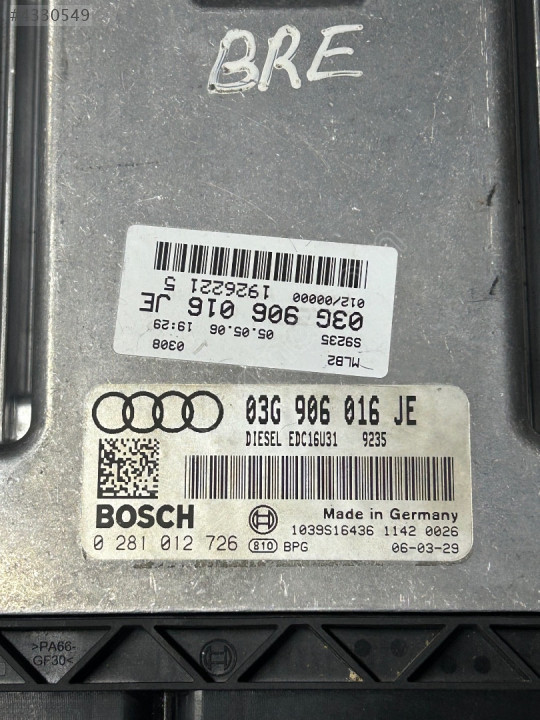 BRE
MLB2 0308
S9235 05.05.06 19:29
03G 906 016 JE
012/00000 1926221 5
03G 906 016 JE
DIESEL EDC16U31 9235
BOSCH
Made in Germany
1039S16436 1142 0026
0 281 012 726 810 BPG 06-03-29
>PA66-
GF30<